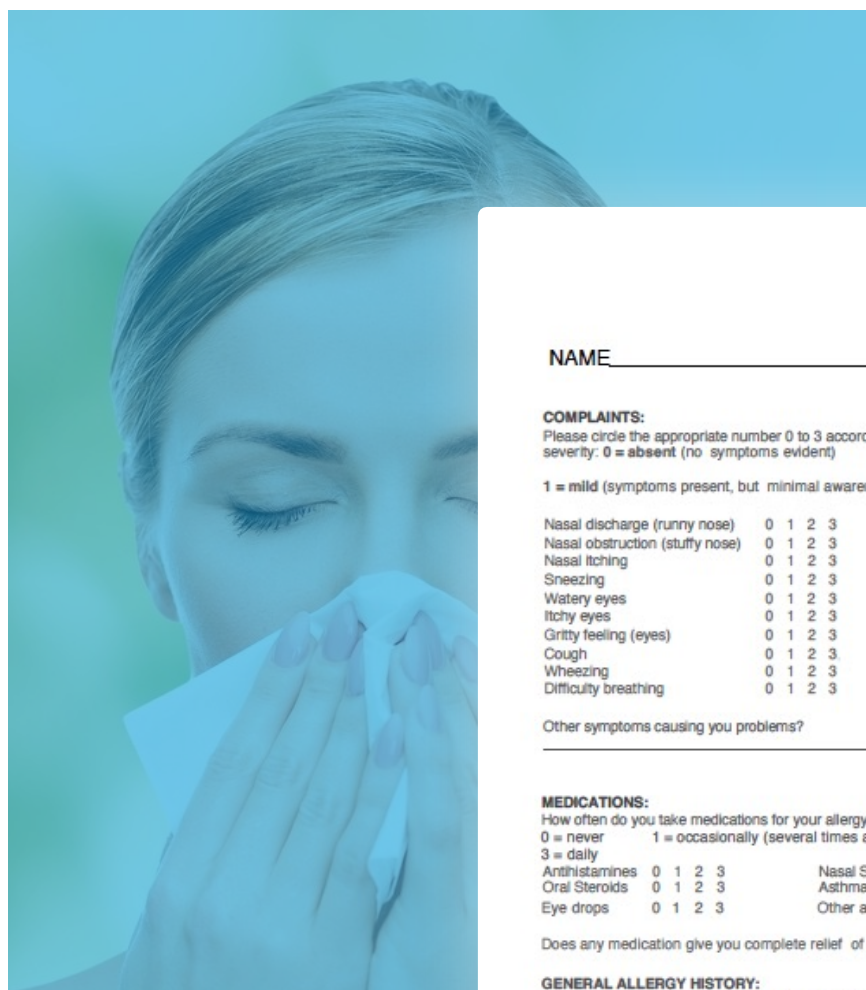 NAME
COMPLAINTS:
Please circle the appropriate number 0 to 3
severity: 0 = absent (no symptoms evident)
1 = mild (symptoms present, but minimal
Nasal discharge (runny nose) 0 1 2 3
Nasal obstruction (stuffy nose) 0 1 2 3
Nasal Itching 0 1 2 3
Sneezing 0 1 2 3
Watery eyes 0 1 2 3
Itchy eyes 0 1 2 3
Gritty feeling (eyes) 0 1 2 3
Cough 0 1 2 3
Wheezing 0 1 2 3
Difficulty breathing 0 1 2 3
Other symptoms causing you problems?
MEDICATIONS:
How often do you take medications for your allergy
0 = never 1 = occasionally (several times a
3 = daily
Antihistamines 0 1 2 3 Nasal S
Oral Steroids 0 1 2 3 Asthma
Eye drops 0 1 2 3 Other a
Does any medication give you complete relief of
GENERAL ALLERGY HISTORY: